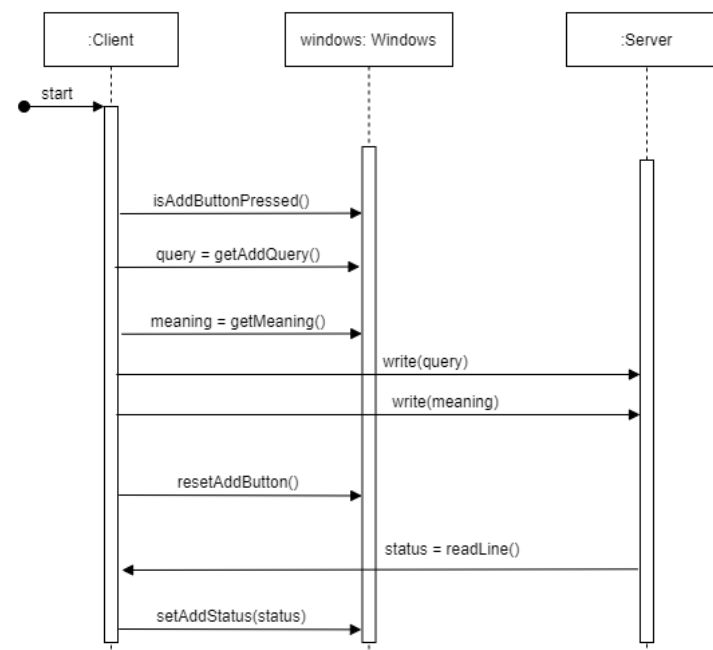 :Client
windows: Windows
:Server
start
isAddButtonPressed()
query = getAddQuery()
meaning = getMeaning()
write(query)
write(meaning)
resetAddButton()
status = readLine()
setAddStatus(status)